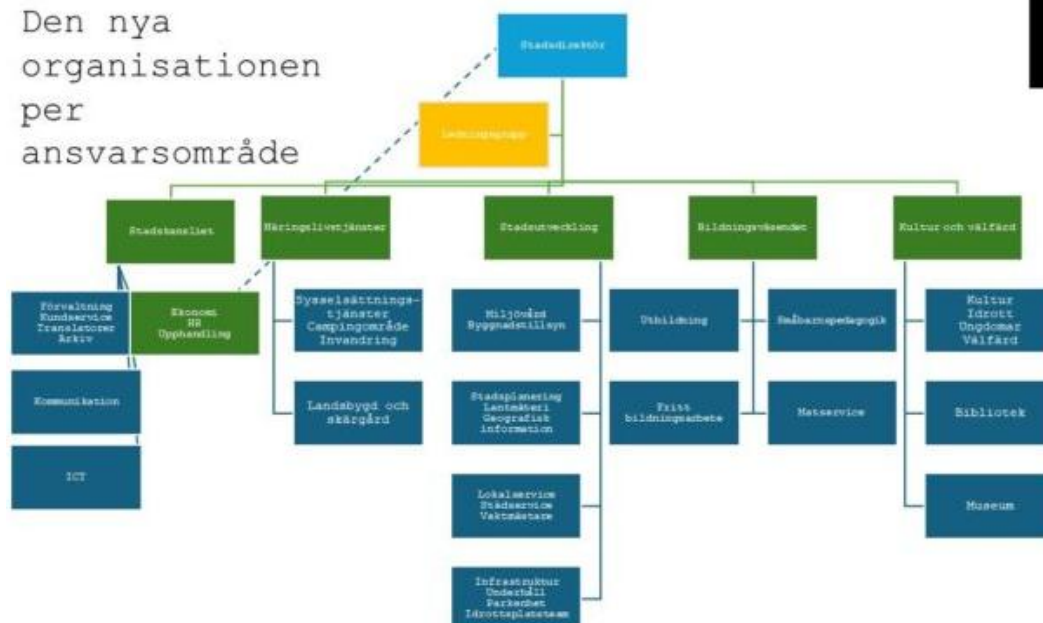 Den nya
organisationen
per
ansvarsområde
Stadsdirektör
Ledningsgrupp
Stadskansliet
Näringslivstjänster
Stadsutveckling
Bildningsväsendet
Kultur och välfärd
Förvaltning
Kundservice
Translatorer
Arkiv
Ekonomi
HR
Upphandling
Kommunikation
ICT
Sysselsättnings-
tjänster
Campingområde
Invandring
Landsbygd och
skärgård
Miljövård
Byggnadstillsyn
Stadsplanering
Lantmäteri
Geografisk
information
Lokalservice
Städservice
Vaktmästare
Infrastruktur
Underhåll
Parkenhet
Idrottsplatsteam
Utbildning
Fritt
bildningsarbete
Småbarnspedagogik
Matservice
Kultur
Idrott
Ungdomar
Välfärd
Bibliotek
Museum